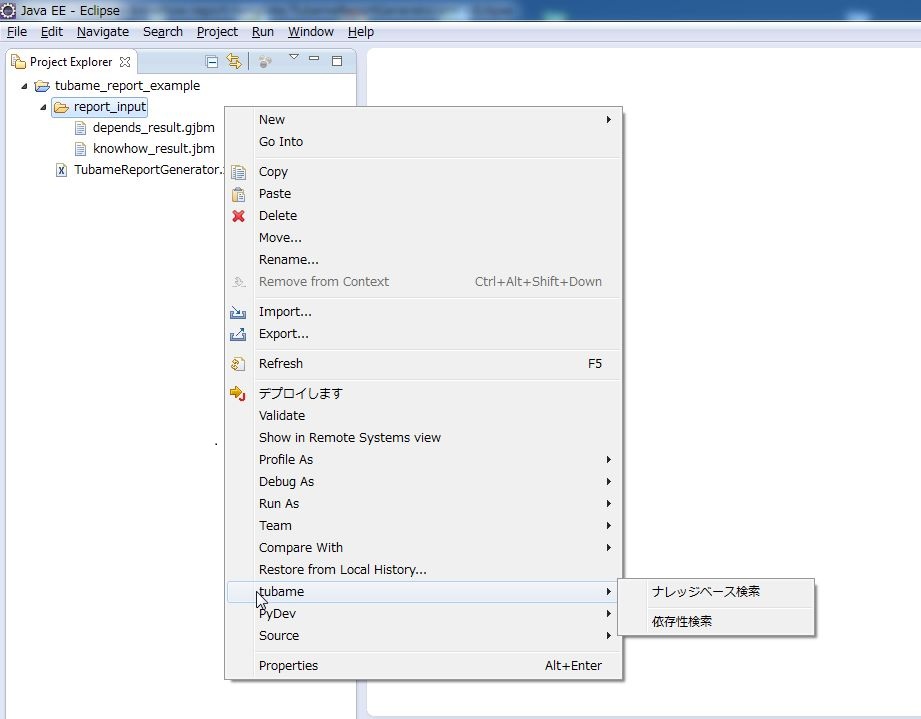 Java EE - Eclipse
File Edit Navigate Search Project Run Window Help
Project Explorer
tubame_report_example
report_input
depends_result.gjbm
knowhow_result.jbm
TubameReportGenerator.
New
Go Into
Copy
Paste
Delete
Move...
Rename...
Remove from Context Ctrl+Alt+Shift+Down
Import...
Export...
Refresh F5
デプロイします
Validate
Show in Remote Systems view
Profile As
Debug As
Run As
Team
Compare With
Restore from Local History...
tubame
ナレッジベース検索
PyDev
依存性検索
Source
Properties Alt+Enter